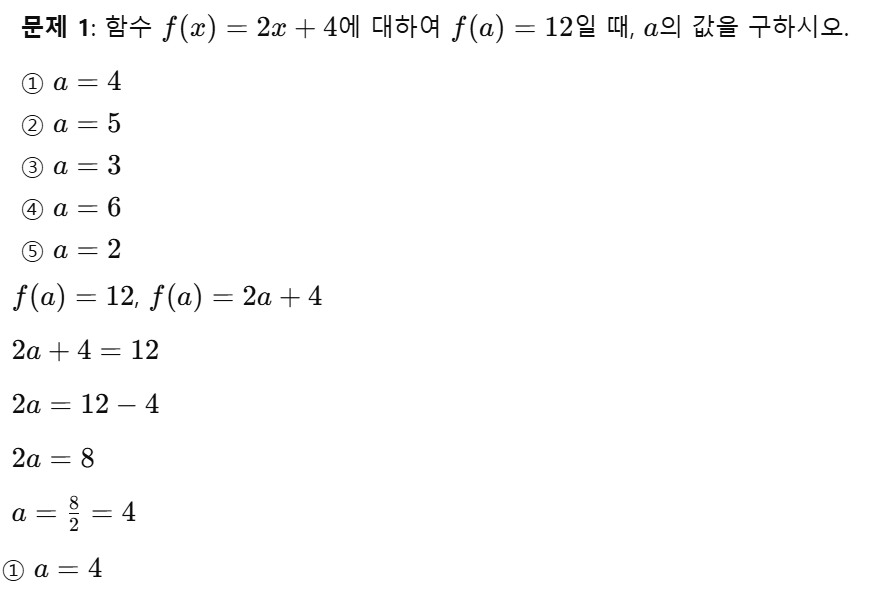 문제 1: 함수 f(x) = 2x + 4에 대하여 f(a) = 12일 때, a의 값을 구하시오.
① a = 4
② a = 5
③ a = 3
④ a = 6
⑤ a = 2
f(a) = 12, f(a) = 2a + 4
2a + 4 = 12
2a = 12 − 4
2a = 8
a = 8/2 = 4
① a = 4